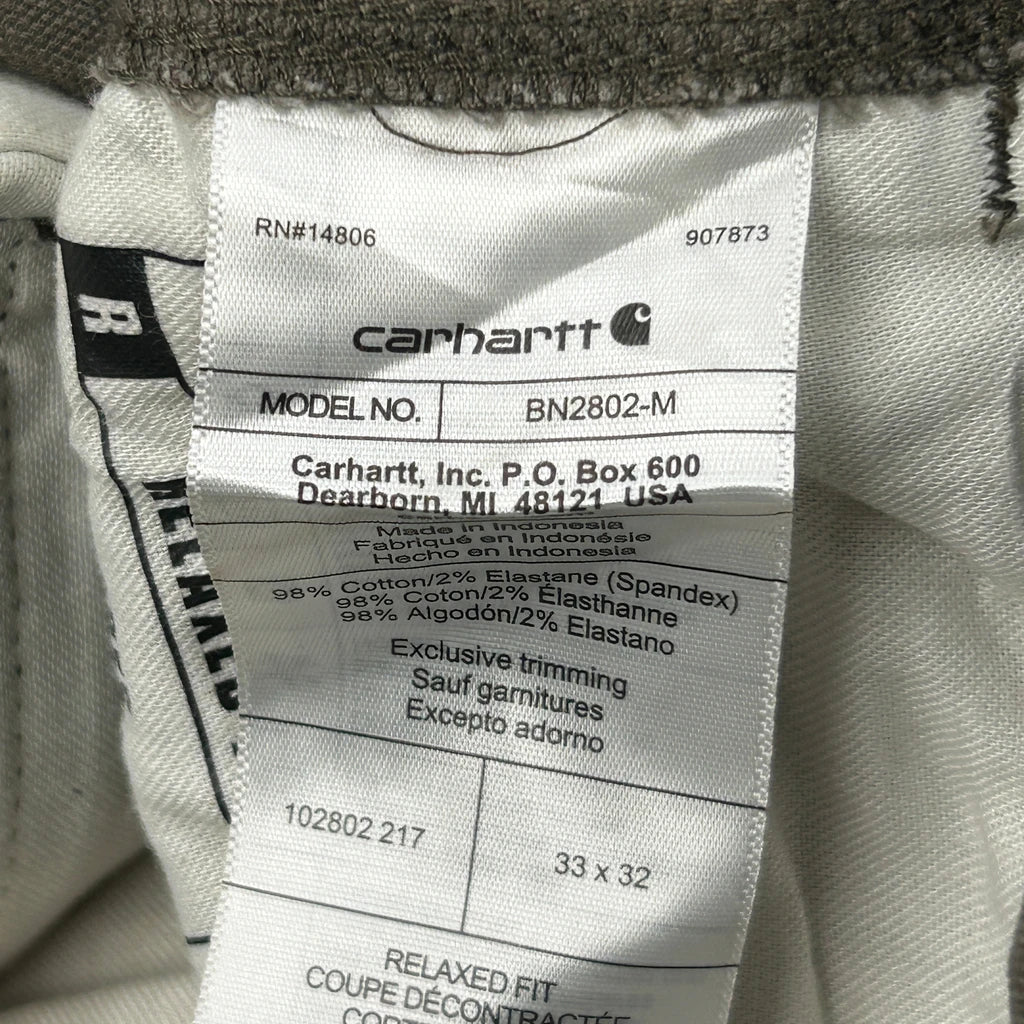 RN#14806 907873
carhartt
MODEL NO. BN2802-M
Carhartt, Inc. P.O. Box 600
Dearborn, MI 48121 USA
Made in Indonesia
Fabriqué en Indonésie
Hecho en Indonesia
98% Cotton/2% Elastane (Spandex)
98% Coton/2% Élasthanne
98% Algodón/2% Elastano
Exclusive trimming
Sauf garnitures
Excepto adorno
102802 217 33 x 32
RELAXED FIT
COUPE DÉCONTRACTÉE
R
RELAXED